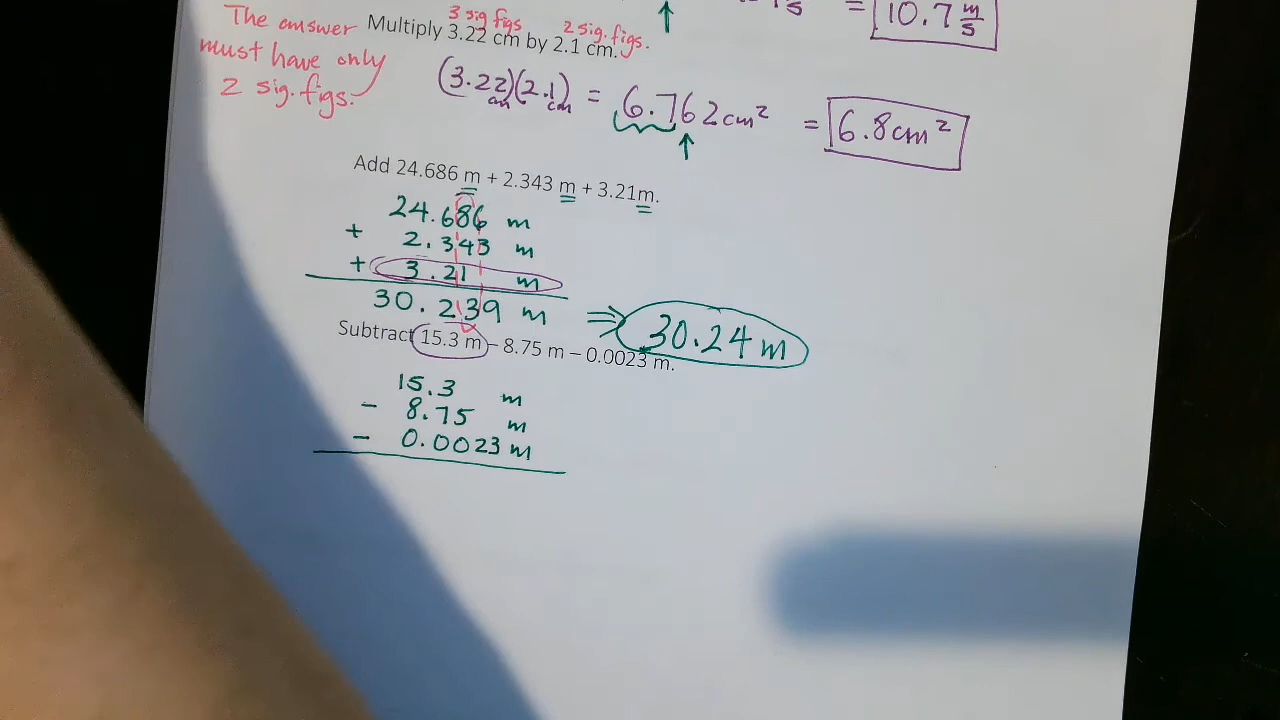 = 10.7 m/s
3 sig figs 2 sig. figs.
The answer
must have only
2 sig. figs.
Multiply 3.22 cm by 2.1 cm.
(3.22 cm)(2.1 cm) = 6.762 cm² = 6.8 cm²
Add 24.686 m + 2.343 m + 3.21m.
24.686 m
+ 2.343 m
+ 3.21 m
30.239 m ⇒ 30.24 m
Subtract 15.3 m – 8.75 m – 0.0023 m.
15.3 m
- 8.75 m
- 0.0023 m